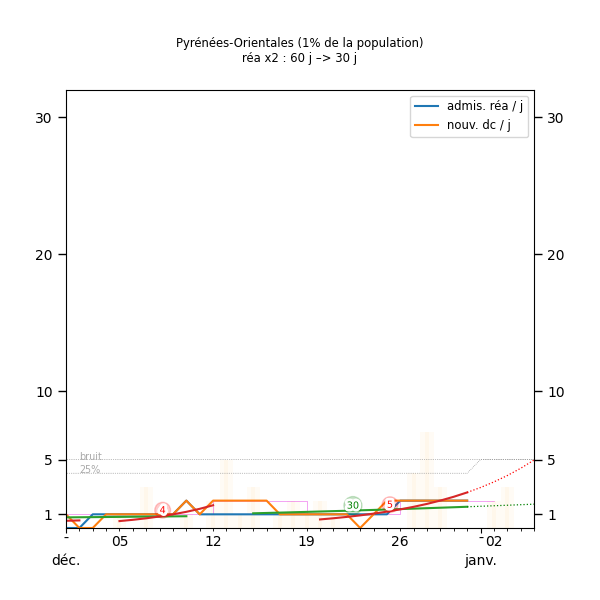 Pyrénées-Orientales (1% de la population)
réa x2 : 60 j –> 30 j
admis. réa / j
nouv. dc / j
30 30
20 20
10 10
5 5
1 1
bruit
25%
4 30 5
- 05 12 19 26 - 02
déc. janv.